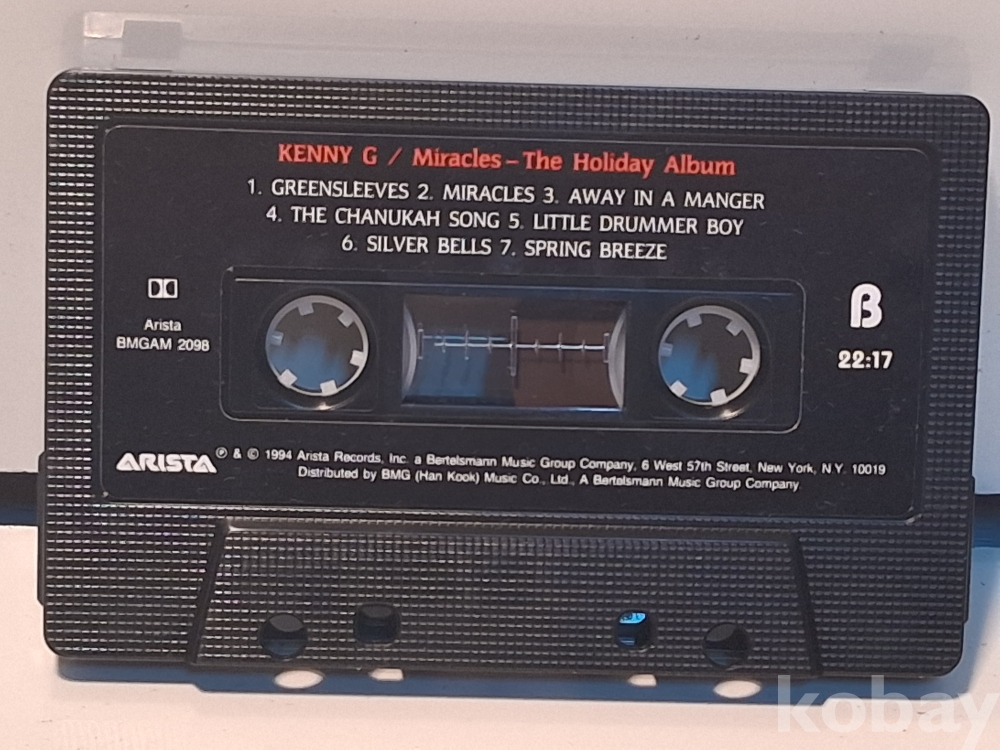 KENNY G / Miracles – The Holiday Album
1. GREENSLEEVES 2. MIRACLES 3. AWAY IN A MANGER
4. THE CHANUKAH SONG 5. LITTLE DRUMMER BOY
6. SILVER BELLS 7. SPRING BREEZE
Arista
BMGAM 2098
B
22:17
ARISTA
℗ & © 1994 Arista Records, Inc. a Bertelsmann Music Group Company, 6 West 57th Street, New York, N.Y. 10019
Distributed by BMG (Han Kook) Music Co., Ltd., A Bertelsmann Music Group Company
kobay